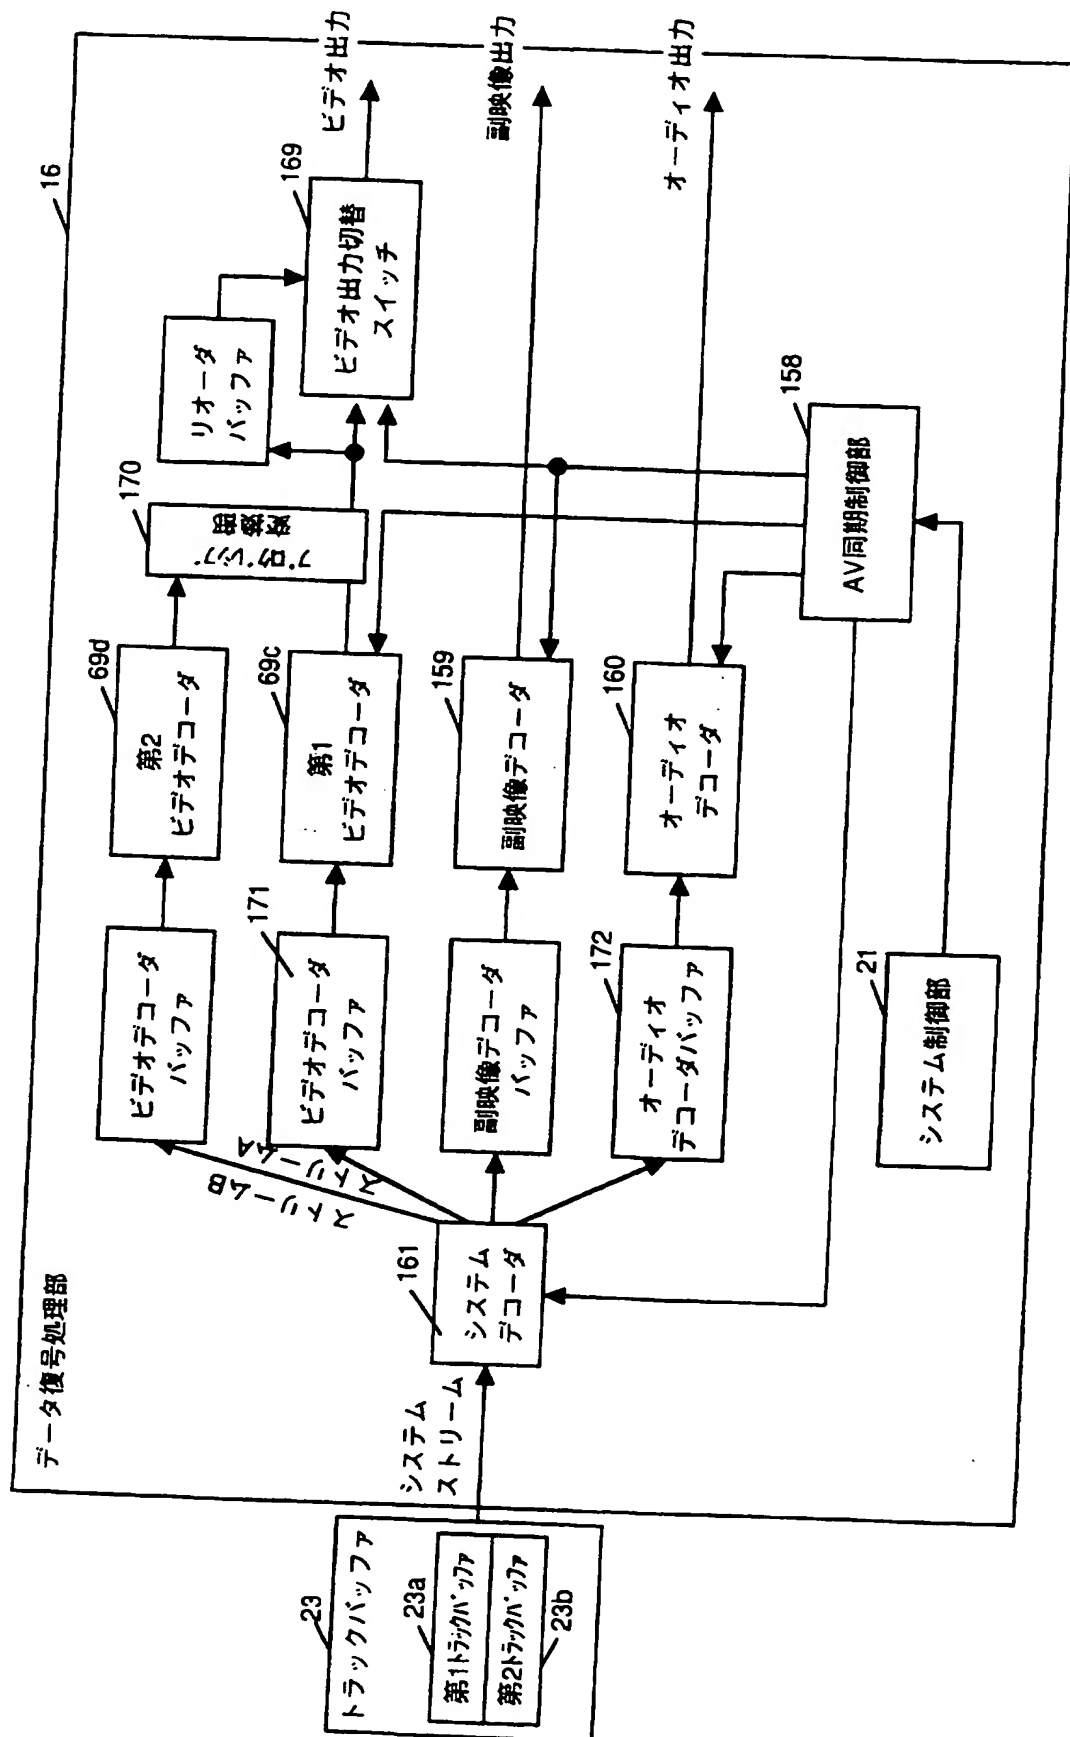 データ復号処理部
16
トラックバッファ
23
第1トラックバッファ
23a
第2トラックバッファ
23b
システム
ストリーム
システム
デコーダ
161
ストリームB
ストリームA
ビデオデコーダ
バッファ
ビデオデコーダ
バッファ
171
副映像デコーダ
バッファ
オーディオ
デコーダバッファ
172
システム制御部
21
第2
ビデオデコーダ
69d
第1
ビデオデコーダ
69c
副映像デコーダ
159
オーディオ
デコーダ
160
プログレッシブ
変換器
170
リオーダ
バッファ
ビデオ出力切替
スイッチ
169
AV同期制御部
158
ビデオ出力
副映像出力
オーディオ出力